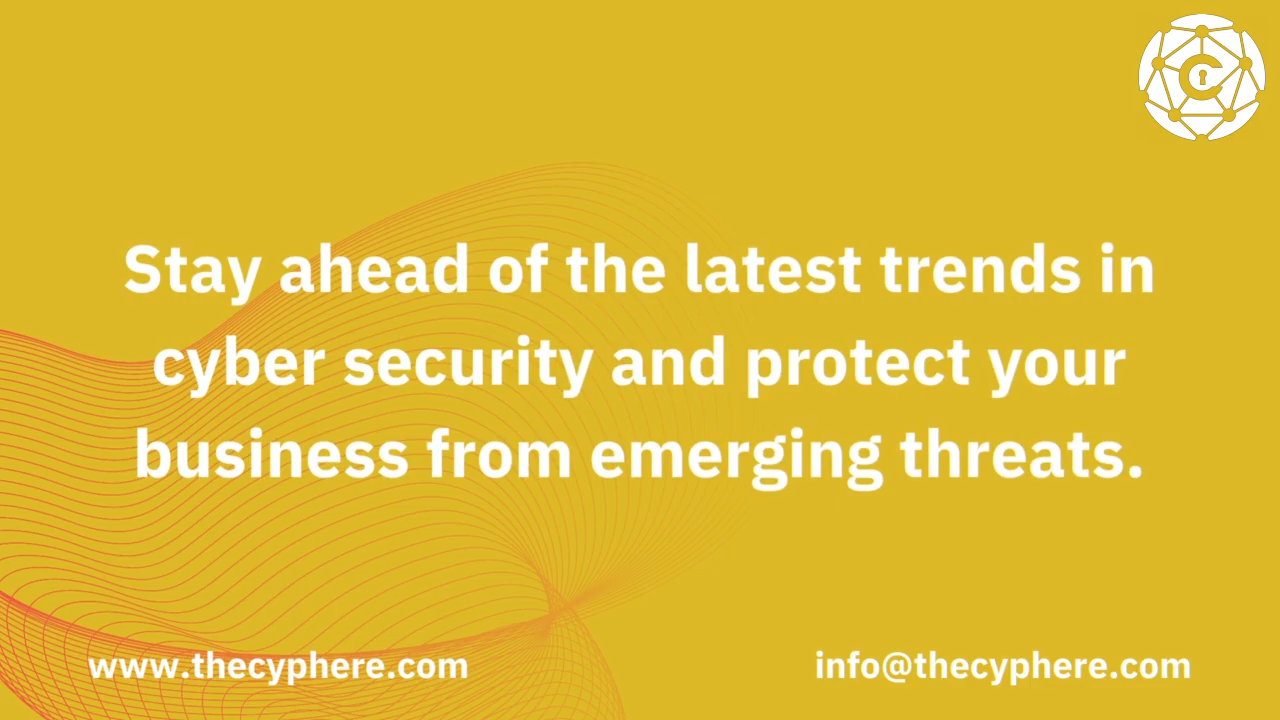 Stay ahead of the latest trends in
cyber security and protect your
business from emerging threats.
www.thecyphere.com
info@thecyphere.com